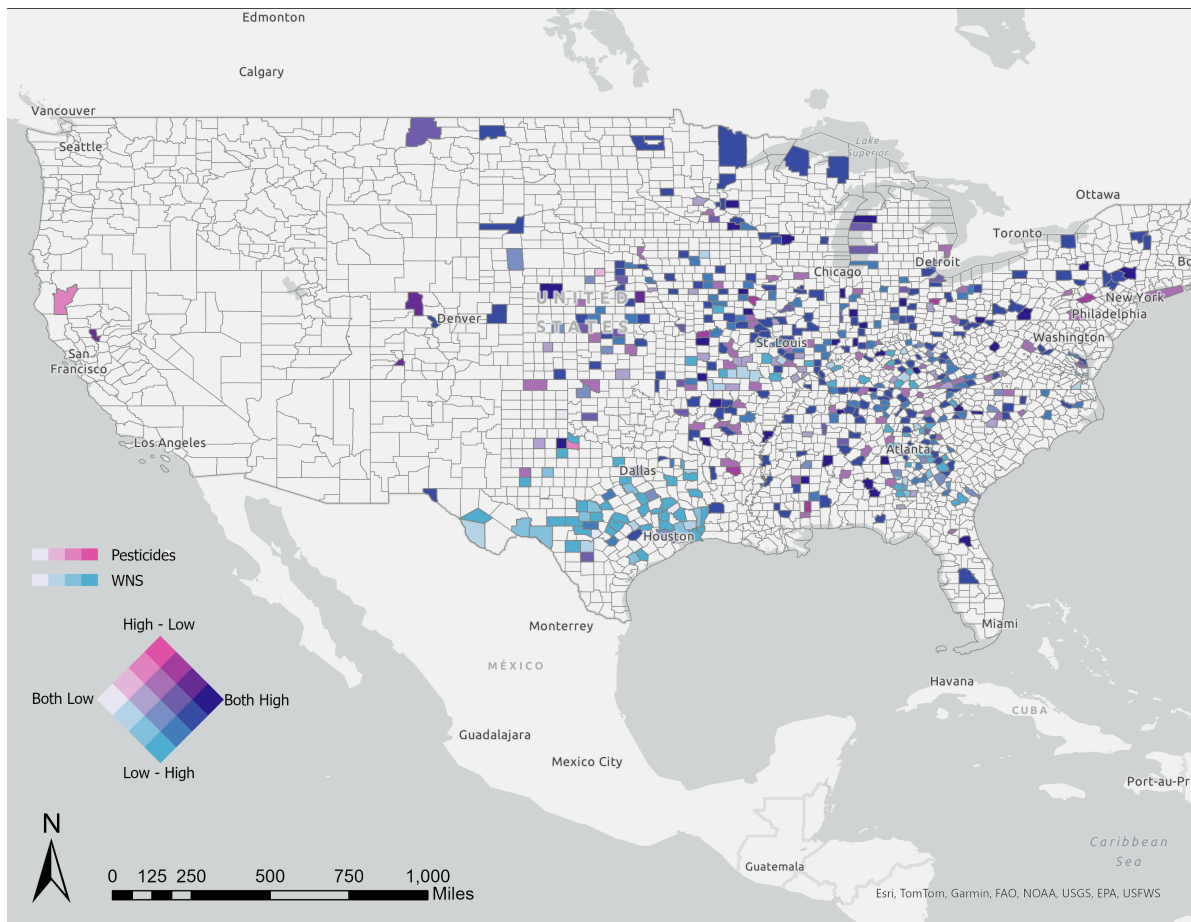 Edmonton
Calgary
Vancouver
Seattle
Lake
Superior
Ottawa
Toronto
Detroit
Chicago
Bo
New York
Philadelphia
UNITED
STATES
Denver
St. Louis
Washington
San
Francisco
Los Angeles
Atlanta
Dallas
Houston
Pesticides
WNS
Monterrey
Miami
High - Low
Both Low
Both High
Low - High
MÉXICO
Havana
CUBA
Guadalajara
Mexico City
Port-au-Pr
N
0 125 250 500 750 1,000
Miles
Guatemala
Caribbean
Sea
Esri, TomTom, Garmin, FAO, NOAA, USGS, EPA, USFWS